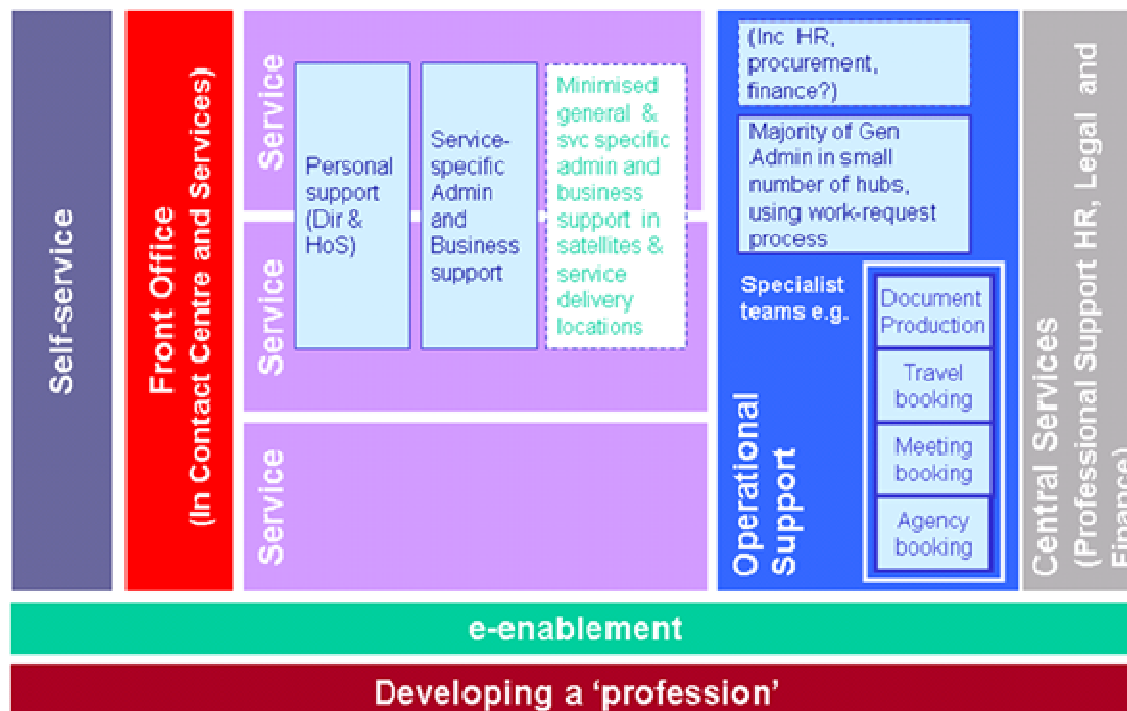 Self-service
Front Office
(In Contact Centre and Services)
Service
Service
Service
Personal
support
(Dir &
HoS)
Service-
specific
Admin
and
Business
support
Minimised
general &
svc specific
admin and
business
support in
satellites &
service
delivery
locations
(Inc HR,
procurement,
finance?)
Majority of Gen
Admin in small
number of hubs,
using work-request
process
Specialist
teams e.g.
Document
Production
Travel
booking
Meeting
booking
Agency
booking
Operational
Support
Central Services
(Professional Support HR, Legal and
Finance)
e-enablement
Developing a ‘profession’